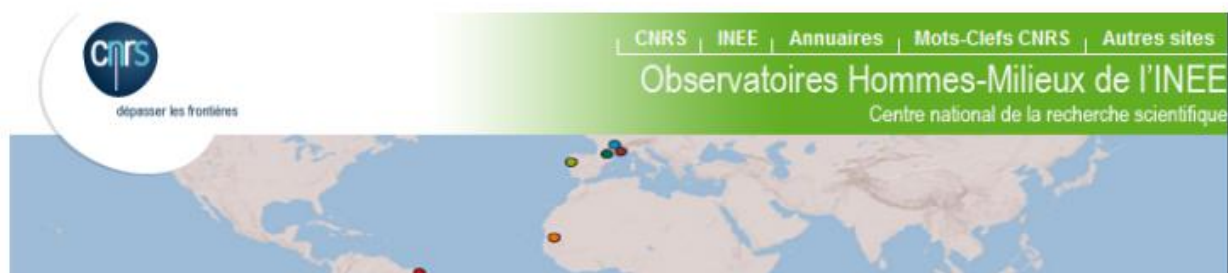 cnrs
dépasser les frontières
CNRS INEE Annuaires Mots-Clefs CNRS Autres sites
Observatoires Hommes-Milieux de l'INEE
Centre national de la recherche scientifique